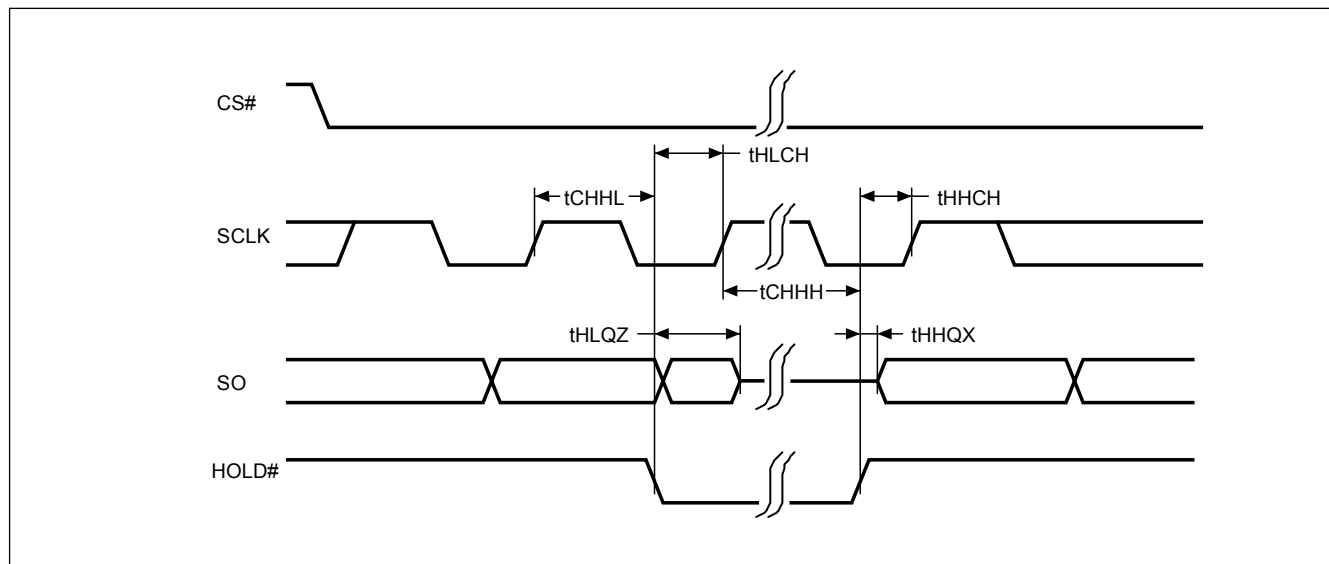 CS#
tHLCH
tCHHL
tHHCH
SCLK
tCHHH
tHLQZ
tHHQX
SO
HOLD#